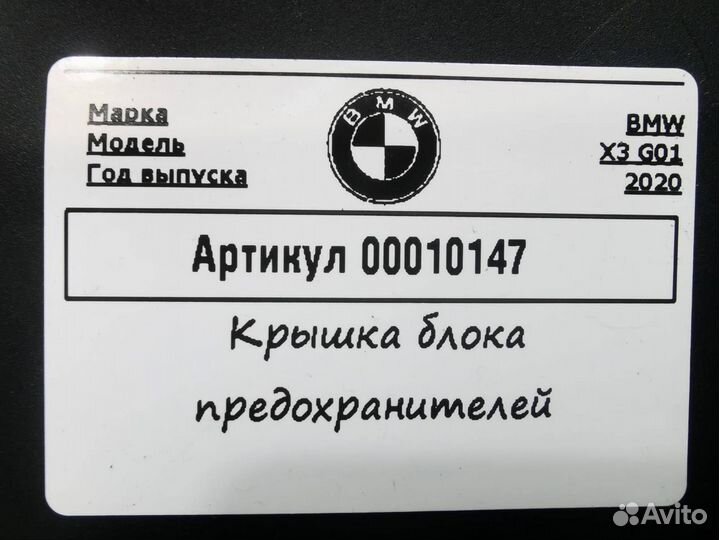 Марка
BMW
BMW
Модель
X3 G01
Год выпуска
2020
Артикул 00010147
Крышка блока
предохранителей
Avito